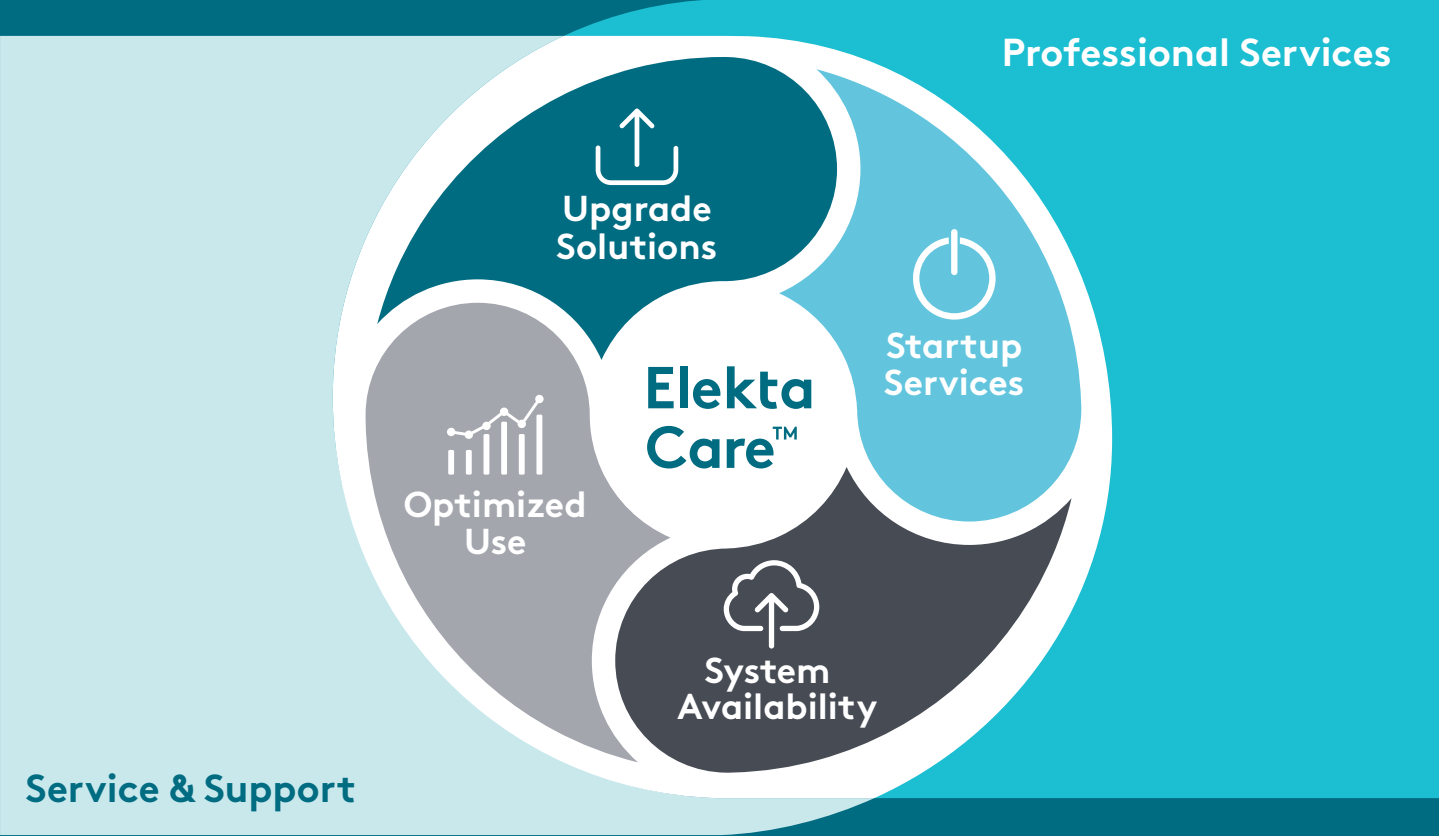 Professional Services
Upgrade
Solutions
Startup
Services
Elekta
Care™
Optimized
Use
System
Availability
Service & Support